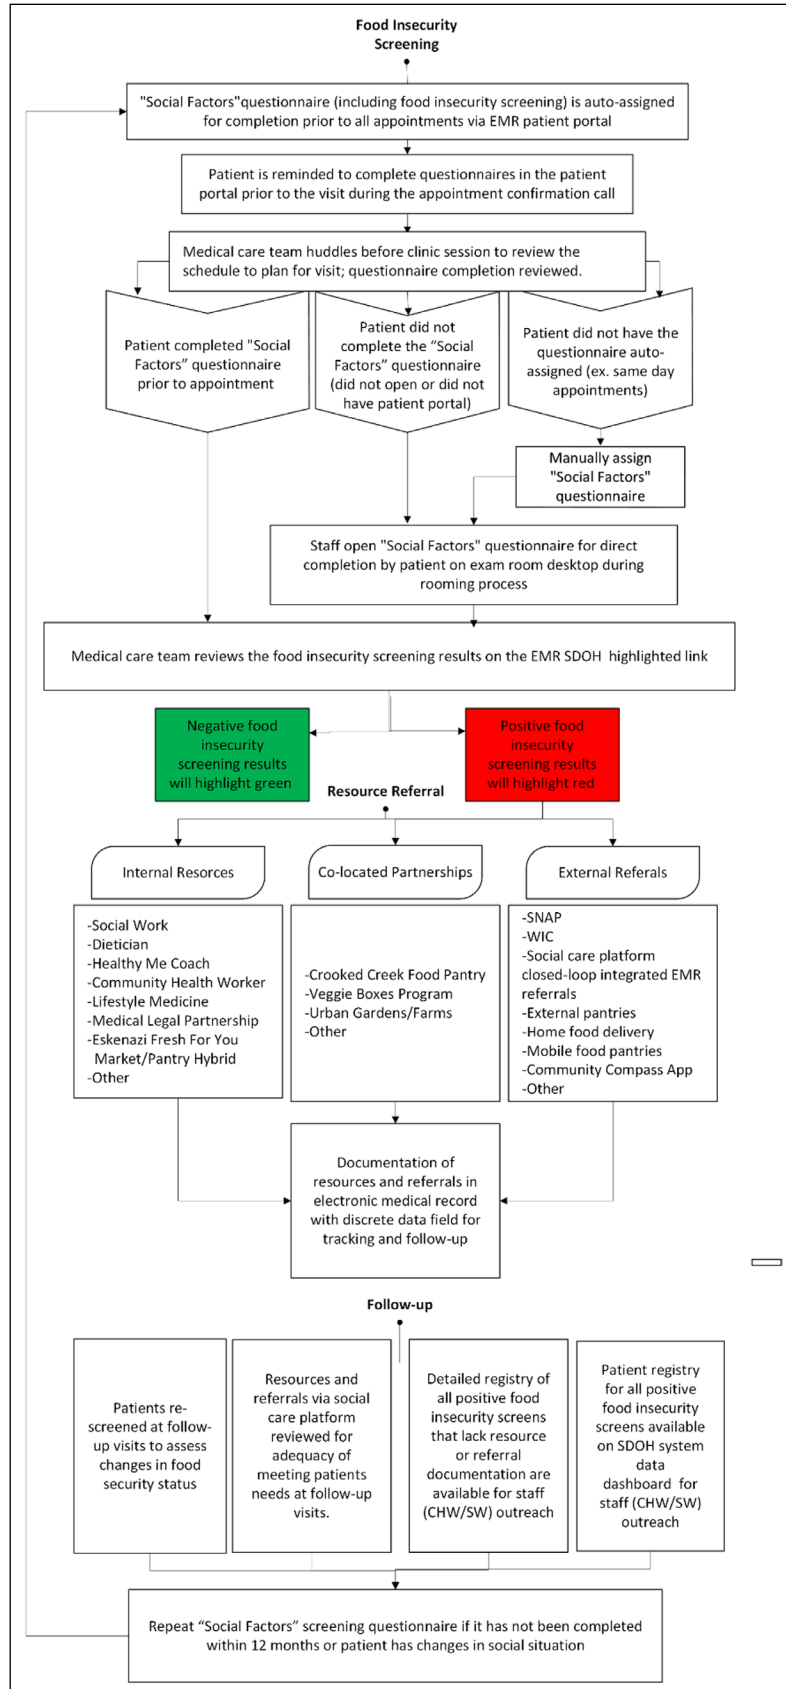 Food Insecurity
Screening
"Social Factors"questionnaire (including food insecurity screening) is auto-assigned
for completion prior to all appointments via EMR patient portal
Patient is reminded to complete questionnaires in the patient
portal prior to the visit during the appointment confirmation call
Medical care team huddles before clinic session to review the
schedule to plan for visit; questionnaire completion reviewed.
Patient completed "Social
Factors" questionnaire
prior to appointment
Patient did not
complete the “Social
Factors” questionnaire
(did not open or did not
have patient portal)
Patient did not have the
questionnaire auto-
assigned (ex. same day
appointments)
Manually assign
"Social Factors"
questionnaire
Staff open "Social Factors" questionnaire for direct
completion by patient on exam room desktop during
rooming process
Medical care team reviews the food insecurity screening results on the EMR SDOH highlighted link
Negative food
insecurity
screening results
will highlight green
Positive food
insecurity
screening results
will highlight red
Resource Referral
Internal Resorces
Co-located Partnerships
External Referals
-Social Work
-Dietician
-Healthy Me Coach
-Community Health Worker
-Lifestyle Medicine
-Medical Legal Partnership
-Eskenazi Fresh For You
Market/Pantry Hybrid
-Other
-Crooked Creek Food Pantry
-Veggie Boxes Program
-Urban Gardens/Farms
-Other
-SNAP
-WIC
-Social care platform
closed-loop integrated EMR
referrals
-External pantries
-Home food delivery
-Mobile food pantries
-Community Compass App
-Other
Documentation of
resources and referrals in
electronic medical record
with discrete data field for
tracking and follow-up
Follow-up
Patients re-
screened at follow-
up visits to assess
changes in food
security status
Resources and
referrals via social
care platform
reviewed for
adequacy of
meeting patients
needs at follow-up
visits.
Detailed registry of
all positive food
insecurity screens
that lack resource
or referral
documentation are
available for staff
(CHW/SW) outreach
Patient registry
for all positive
food insecurity
screens available
on SDOH system
data
dashboard for
staff (CHW/SW)
outreach
Repeat “Social Factors” screening questionnaire if it has not been completed
within 12 months or patient has changes in social situation